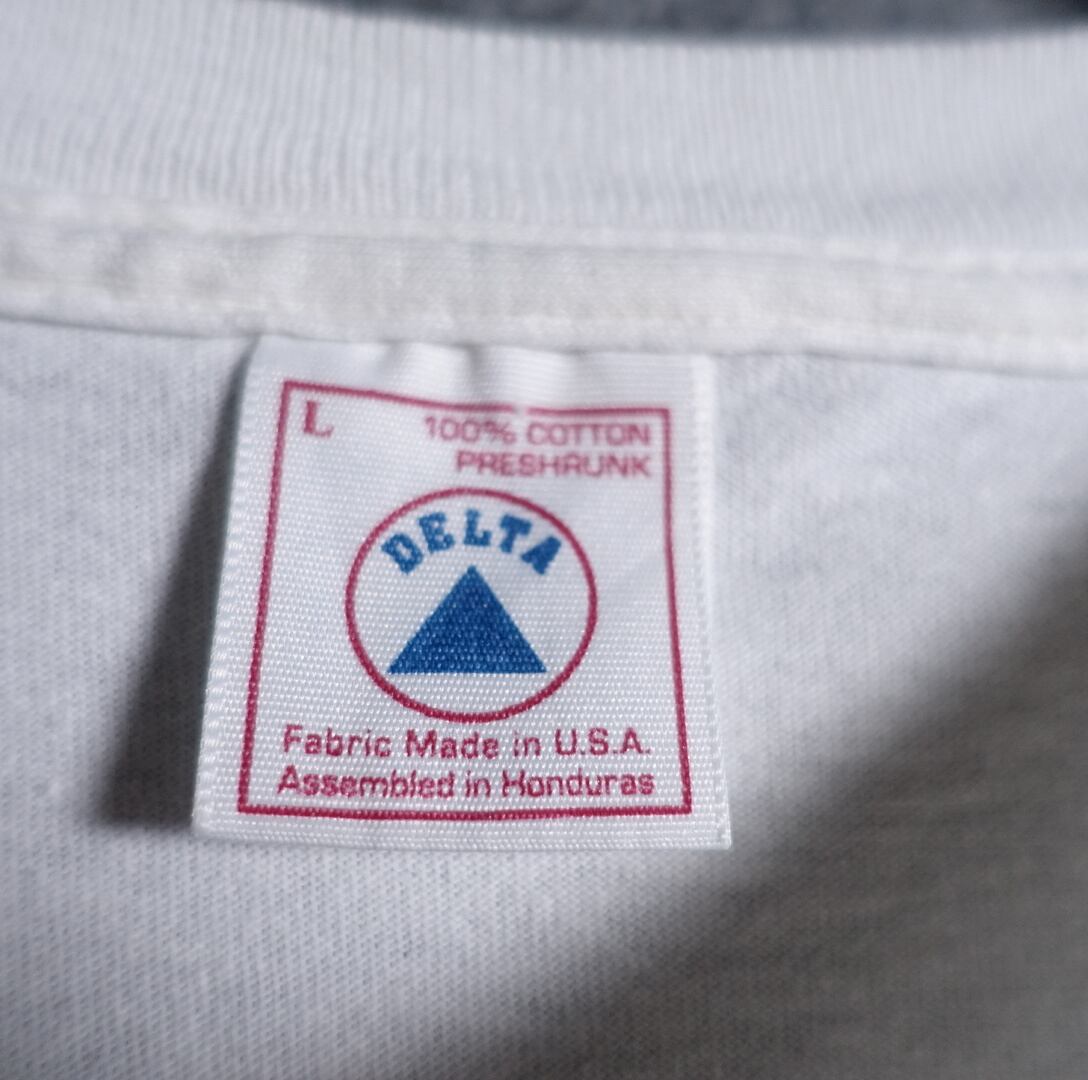 L
100% COTTON
PRESHRUNK
DELTA
Fabric Made in U.S.A.
Assembled in Honduras